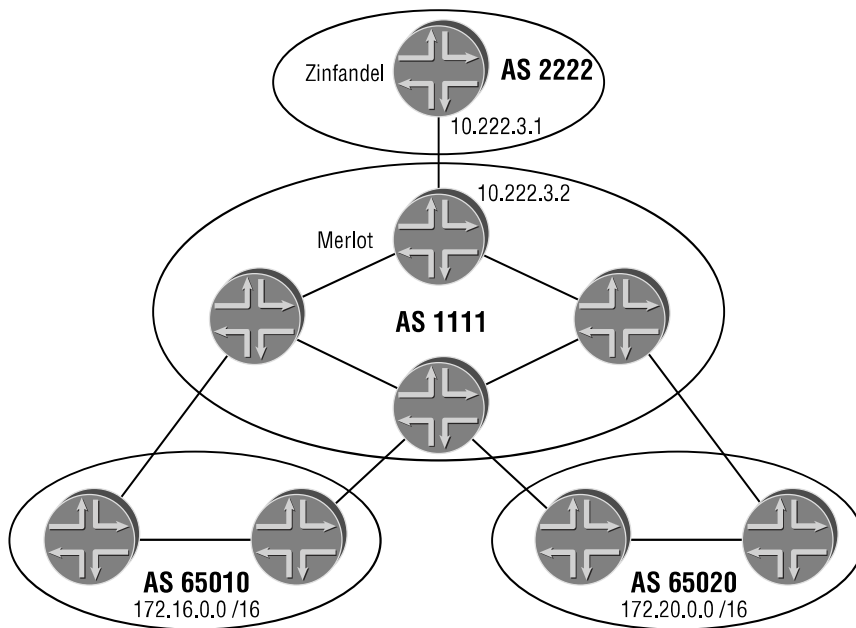 Zinfandel
AS 2222
10.222.3.1
10.222.3.2
Merlot
AS 1111
AS 65010
172.16.0.0 /16
AS 65020
172.20.0.0 /16